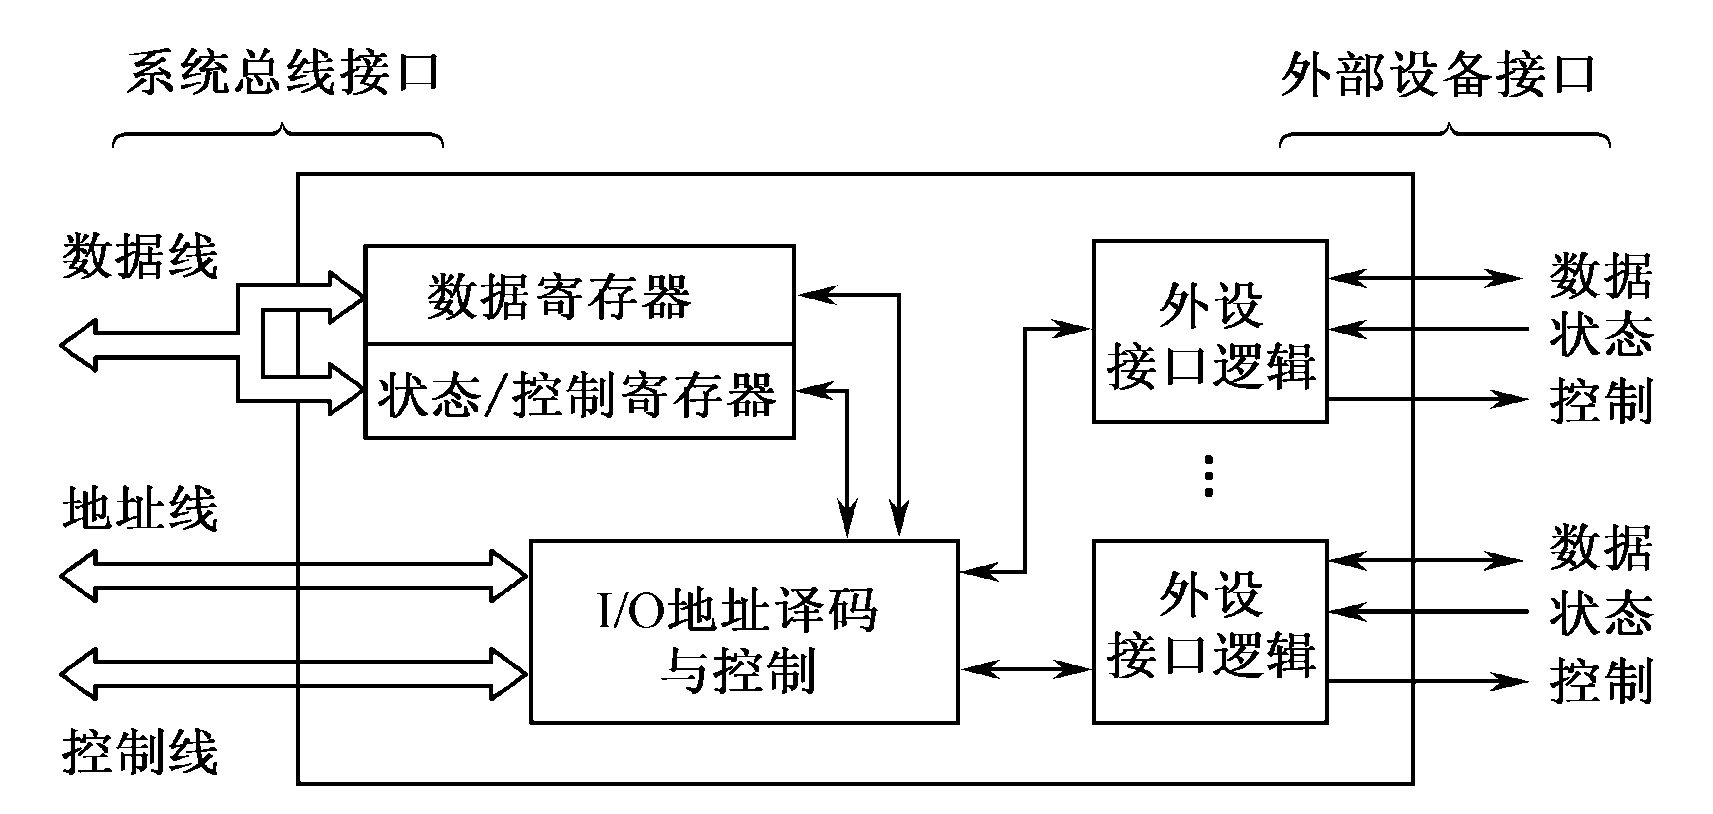 系统总线接口
外部设备接口
数据线
数据寄存器
状态/控制寄存器
地址线
控制线
I/O地址译码
与控制
外设
接口逻辑
数据
状态
控制
外设
接口逻辑
数据
状态
控制